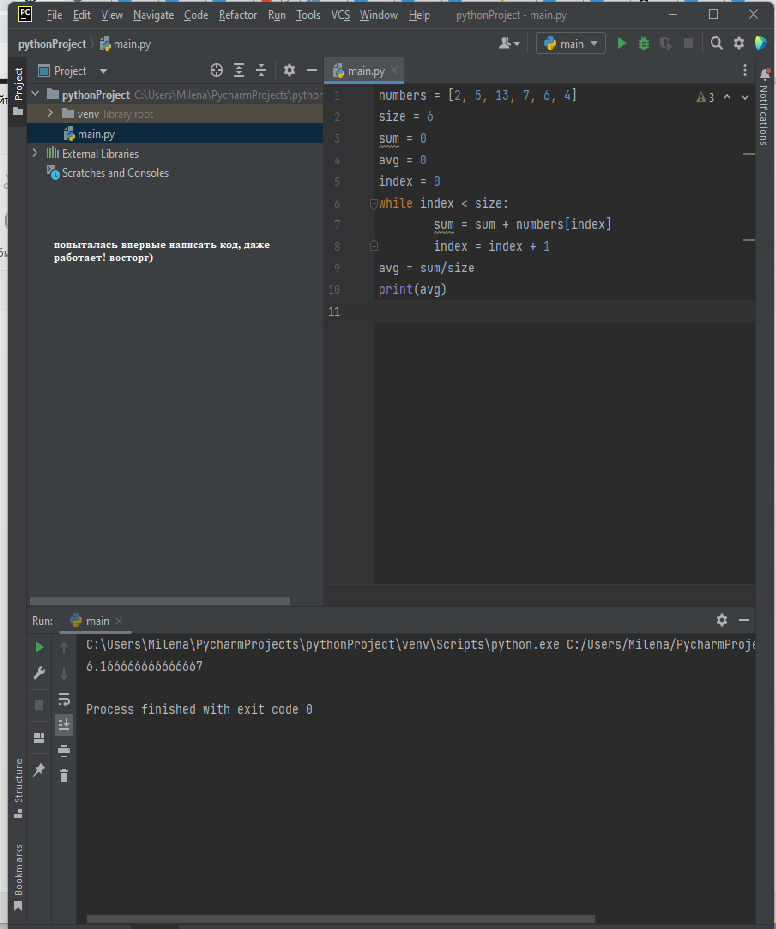 PC File Edit View Navigate Code Refactor Run Tools VCS Window Help pythonProject - main.py
pythonProject main.py main
Project Project main.py Notifications
pythonProject C:\Users\Milena\PycharmProjects\python
venv library root
main.py
External Libraries
Scratches and Consoles
попыталась впервые написать код, даже
работает! восторг)
3
1 numbers = [2, 5, 13, 7, 6, 4]
2 size = 6
3 sum = 0
4 avg = 0
5 index = 0
6 while index < size:
7 sum = sum + numbers[index]
8 index = index + 1
9 avg = sum/size
10 print(avg)
11
Run: main
C:\Users\Milena\PycharmProjects\pythonProject\venv\Scripts\python.exe C:/Users/Milena/PycharmProje
6.166666666666667
Process finished with exit code 0
Structure
Bookmarks